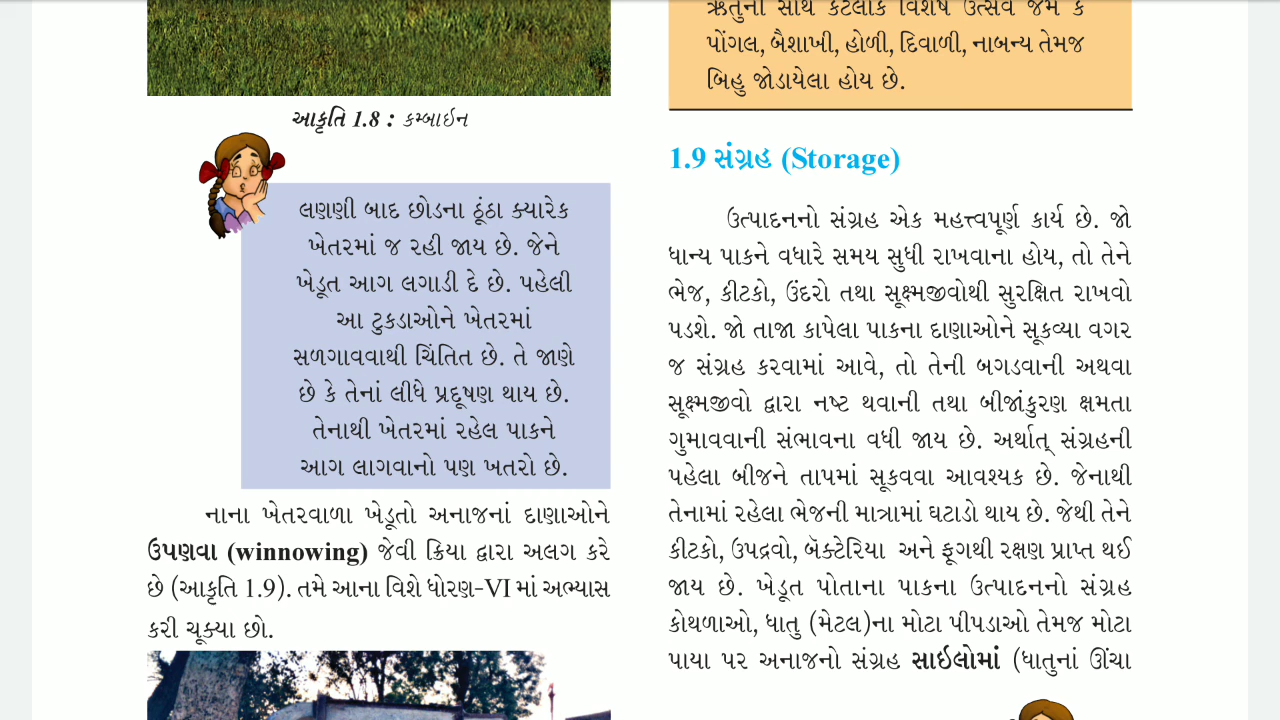 આકૃતિ 1.8 : કમ્બાઇન
લણણી બાદ છોડના ઠૂંઠા ક્યારેક
ખેતરમાં જ રહી જાય છે. જેને
ખેડૂત આગ લગાડી દે છે. પહેલી
આ ટુકડાઓને ખેતરમાં
સળગાવવાથી ચિંતિત છે. તે જાણે
છે કે તેનાં લીધે પ્રદૂષણ થાય છે.
તેનાથી ખેતરમાં રહેલ પાકને
આગ લાગવાનો પણ ખતરો છે.
નાના ખેતરવાળા ખેડૂતો અનાજનાં દાણાઓને
ઉપણવા (winnowing) જેવી ક્રિયા દ્વારા અલગ કરે
છે (આકૃતિ 1.9). તમે આના વિશે ધોરણ-VI માં અભ્યાસ
કરી ચૂક્યા છો.
ઋતુની સાથે કેટલાક વિશેષ ઉત્સવ જેમ કે
પોંગલ, બૈશાખી, હોળી, દિવાળી, નાબન્ય તેમજ
બિહુ જોડાયેલા હોય છે.
1.9 સંગ્રહ (Storage)
ઉત્પાદનનો સંગ્રહ એક મહત્ત્વપૂર્ણ કાર્ય છે. જો
ધાન્ય પાકને વધારે સમય સુધી રાખવાના હોય, તો તેને
ભેજ, કીટકો, ઉંદરો તથા સૂક્ષ્મજીવોથી સુરક્ષિત રાખવો
પડશે. જો તાજા કાપેલા પાકના દાણાઓને સૂકવ્યા વગર
જ સંગ્રહ કરવામાં આવે, તો તેની બગડવાની અથવા
સૂક્ષ્મજીવો દ્વારા નષ્ટ થવાની તથા બીજાંકુરણ ક્ષમતા
ગુમાવવાની સંભાવના વધી જાય છે. અર્થાત્ સંગ્રહની
પહેલા બીજને તાપમાં સૂકવવા આવશ્યક છે. જેનાથી
તેનામાં રહેલા ભેજની માત્રામાં ઘટાડો થાય છે. જેથી તેને
કીટકો, ઉપદ્રવો, બૅક્ટેરિયા અને ફૂગથી રક્ષણ પ્રાપ્ત થઈ
જાય છે. ખેડૂત પોતાના પાકના ઉત્પાદનનો સંગ્રહ
કોથળાઓ, ધાતુ (મેટલ)ના મોટા પીપડાઓ તેમજ મોટા
પાયા પર અનાજનો સંગ્રહ સાઇલોમાં (ધાતુનાં ઊંચા